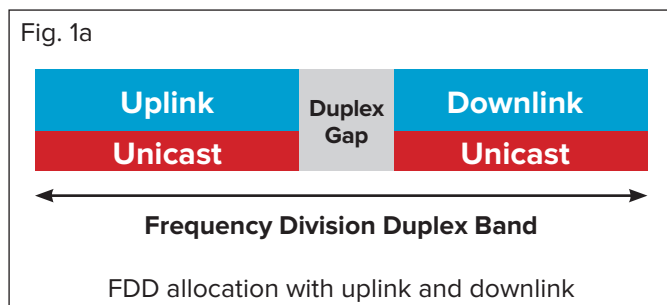 Fig. 1a
Uplink
Duplex
Gap
Downlink
Unicast
Unicast
Frequency Division Duplex Band
FDD allocation with uplink and downlink